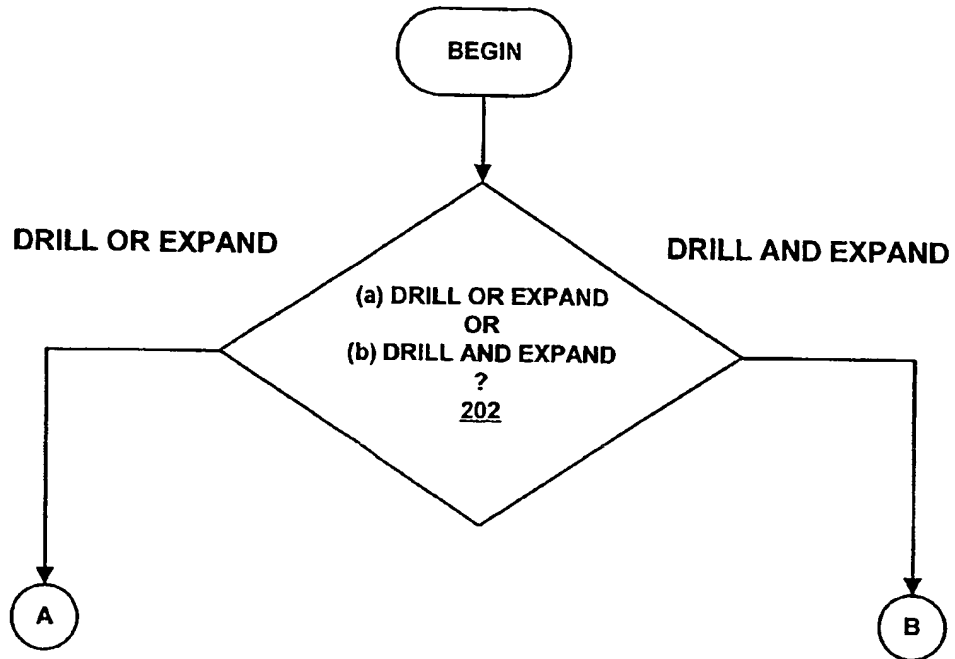 BEGIN
DRILL OR EXPAND
DRILL AND EXPAND
(a) DRILL OR EXPAND
OR
(b) DRILL AND EXPAND
?
202
A
B